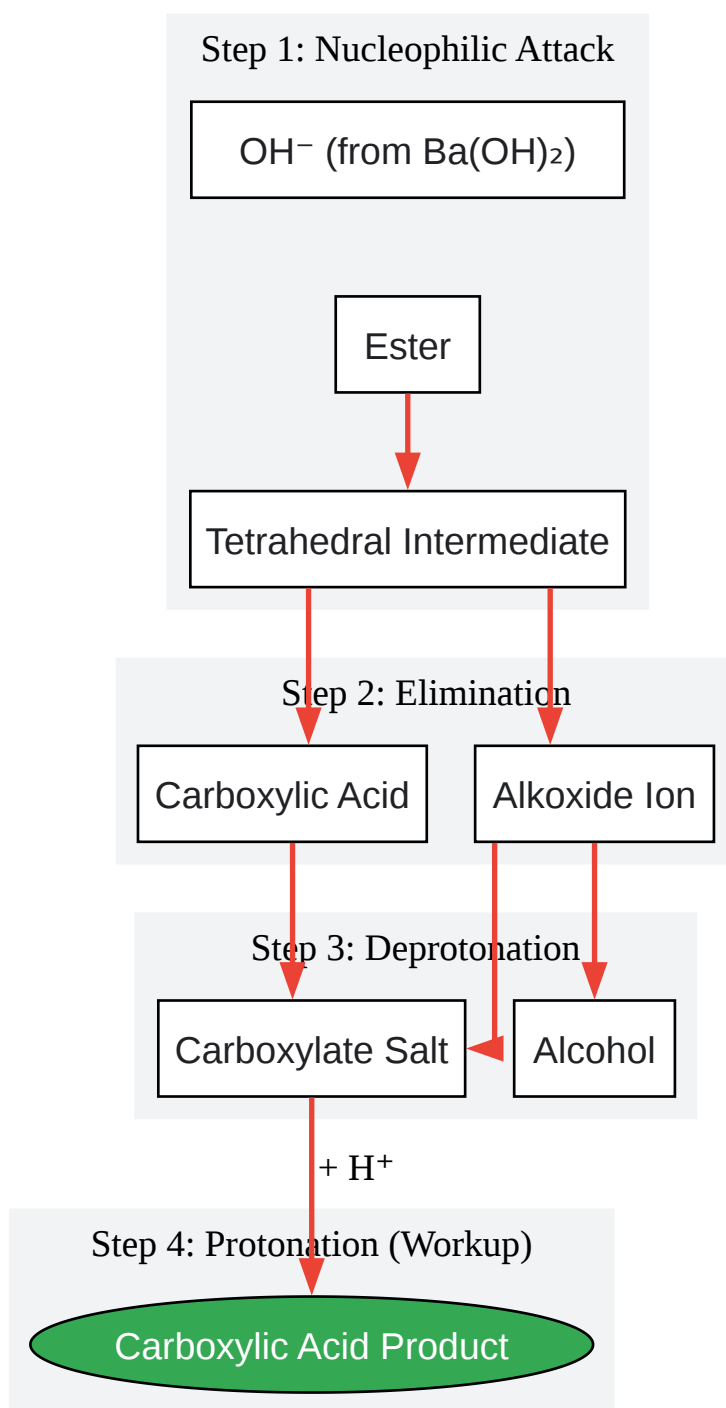 Step 1: Nucleophilic Attack
OH⁻ (from Ba(OH)₂)
Ester
Tetrahedral Intermediate
Step 2: Elimination
Carboxylic Acid
Alkoxide Ion
Step 3: Deprotonation
Carboxylate Salt
Alcohol
+ H⁺
Step 4: Protonation (Workup)
Carboxylic Acid Product